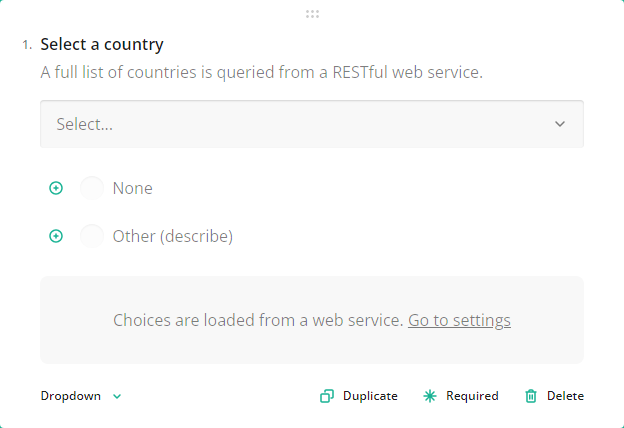 1. Select a country
A full list of countries is queried from a RESTful web service.
Select...
None
Other (describe)
Choices are loaded from a web service. Go to settings
Dropdown Duplicate Required Delete